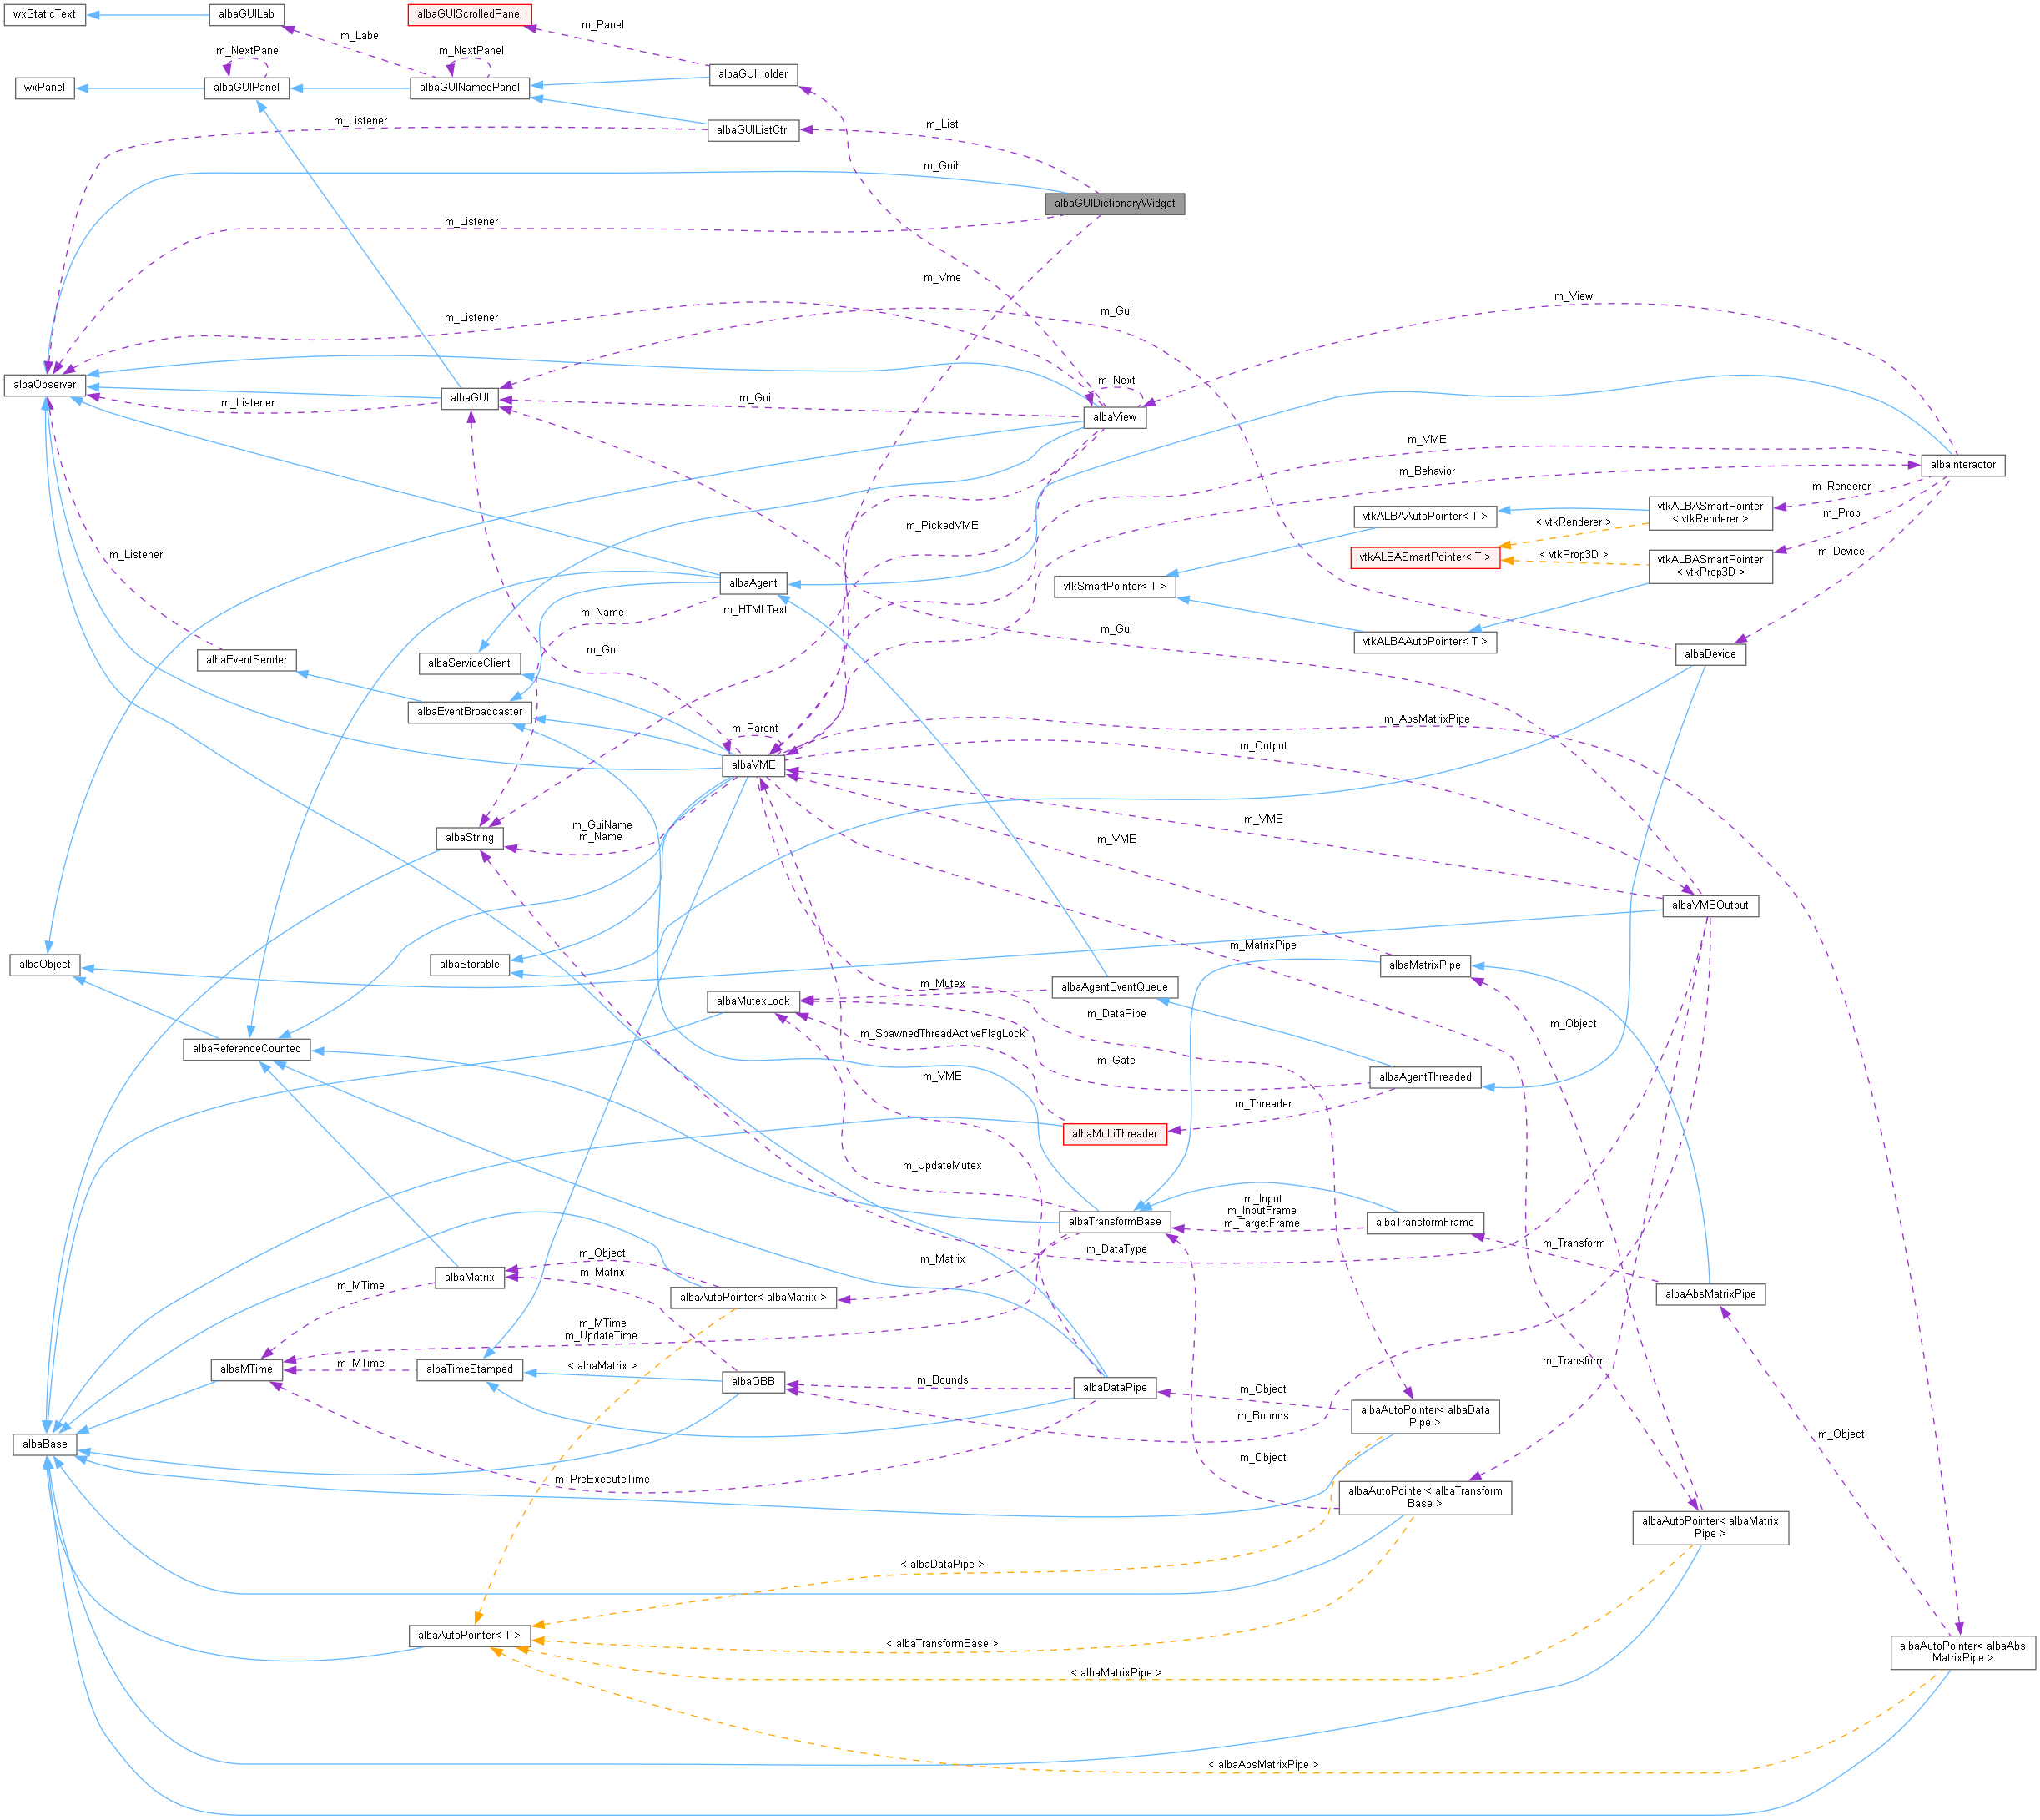 wxStaticText
albaGUILab
albaGUIScrolledPanel
m_Panel
m_Label
m_NextPanel
m_NextPanel
albaGUIHolder
wxPanel
albaGUIPanel
albaGUINamedPanel
m_Listener
albaGUIListCtrl
m_List
m_Guih
albaGUIDictionaryWidget
m_Listener
m_Vme
m_View
m_Listener
m_Gui
albaObserver
m_Next
albaGUI
m_Gui
m_Listener
albaView
m_VME
albaInteractor
m_Behavior
m_Renderer
vtkALBASmartPointer
< vtkRenderer >
vtkALBAAutoPointer< T >
m_Prop
m_PickedVME
< vtkRenderer >
m_Listener
m_Device
< vtkProp3D >
vtkALBASmartPointer< T >
vtkALBASmartPointer
< vtkProp3D >
albaAgent
vtkSmartPointer< T >
m_Name
m_HTMLText
m_Gui
vtkALBAAutoPointer< T >
m_Gui
albaDevice
albaEventSender
albaServiceClient
albaEventBroadcaster
m_AbsMatrixPipe
m_Parent
m_Output
albaVME
m_GuiName
m_Name
m_VME
albaString
m_VME
albaVMEOutput
m_MatrixPipe
albaObject
albaStorable
albaMatrixPipe
m_Mutex
albaAgentEventQueue
albaMutexLock
m_DataPipe
m_Object
m_SpawnedThreadActiveFlagLock
albaReferenceCounted
m_Gate
m_VME
albaAgentThreaded
m_Threader
albaMultiThreader
m_UpdateMutex
m_Input
m_InputFrame
m_TargetFrame
albaTransformBase
albaTransformFrame
m_DataType
m_Transform
m_Object
m_Matrix
m_Matrix
albaMatrix
m_MTime
albaAutoPointer< albaMatrix >
albaAbsMatrixPipe
m_MTime
m_UpdateTime
m_MTime
< albaMatrix >
m_Transform
albaMTime
albaTimeStamped
albaOBB
m_Bounds
albaDataPipe
m_Object
albaAutoPointer< albaData
Pipe >
m_Bounds
m_Object
albaBase
m_Object
m_PreExecuteTime
albaAutoPointer< albaTransform
Base >
albaAutoPointer< albaMatrix
Pipe >
< albaDataPipe >
albaAutoPointer< T >
< albaTransformBase >
albaAutoPointer< albaAbs
MatrixPipe >
< albaMatrixPipe >
< albaAbsMatrixPipe >